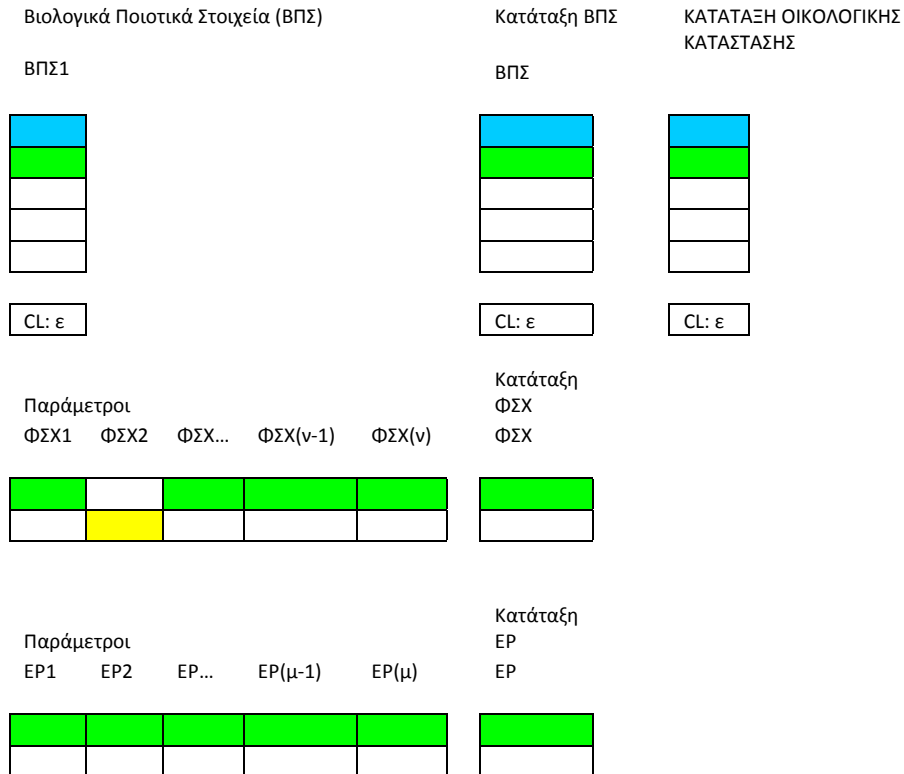 Βιολογικά Ποιοτικά Στοιχεία (ΒΠΣ)
Κατάταξη ΒΠΣ
ΚΑΤΑΤΑΞΗ ΟΙΚΟΛΟΓΙΚΗΣ
ΚΑΤΑΣΤΑΣΗΣ
ΒΠΣ1
ΒΠΣ
CL: ε
CL: ε
CL: ε
Παράμετροι
Κατάταξη
ΦΣΧ
ΦΣΧ1 ΦΣΧ2 ΦΣΧ... ΦΣΧ(ν-1) ΦΣΧ(ν) ΦΣΧ
Παράμετροι
Κατάταξη
ΕΡ
ΕΡ1 ΕΡ2 ΕΡ... ΕΡ(μ-1) ΕΡ(μ) ΕΡ